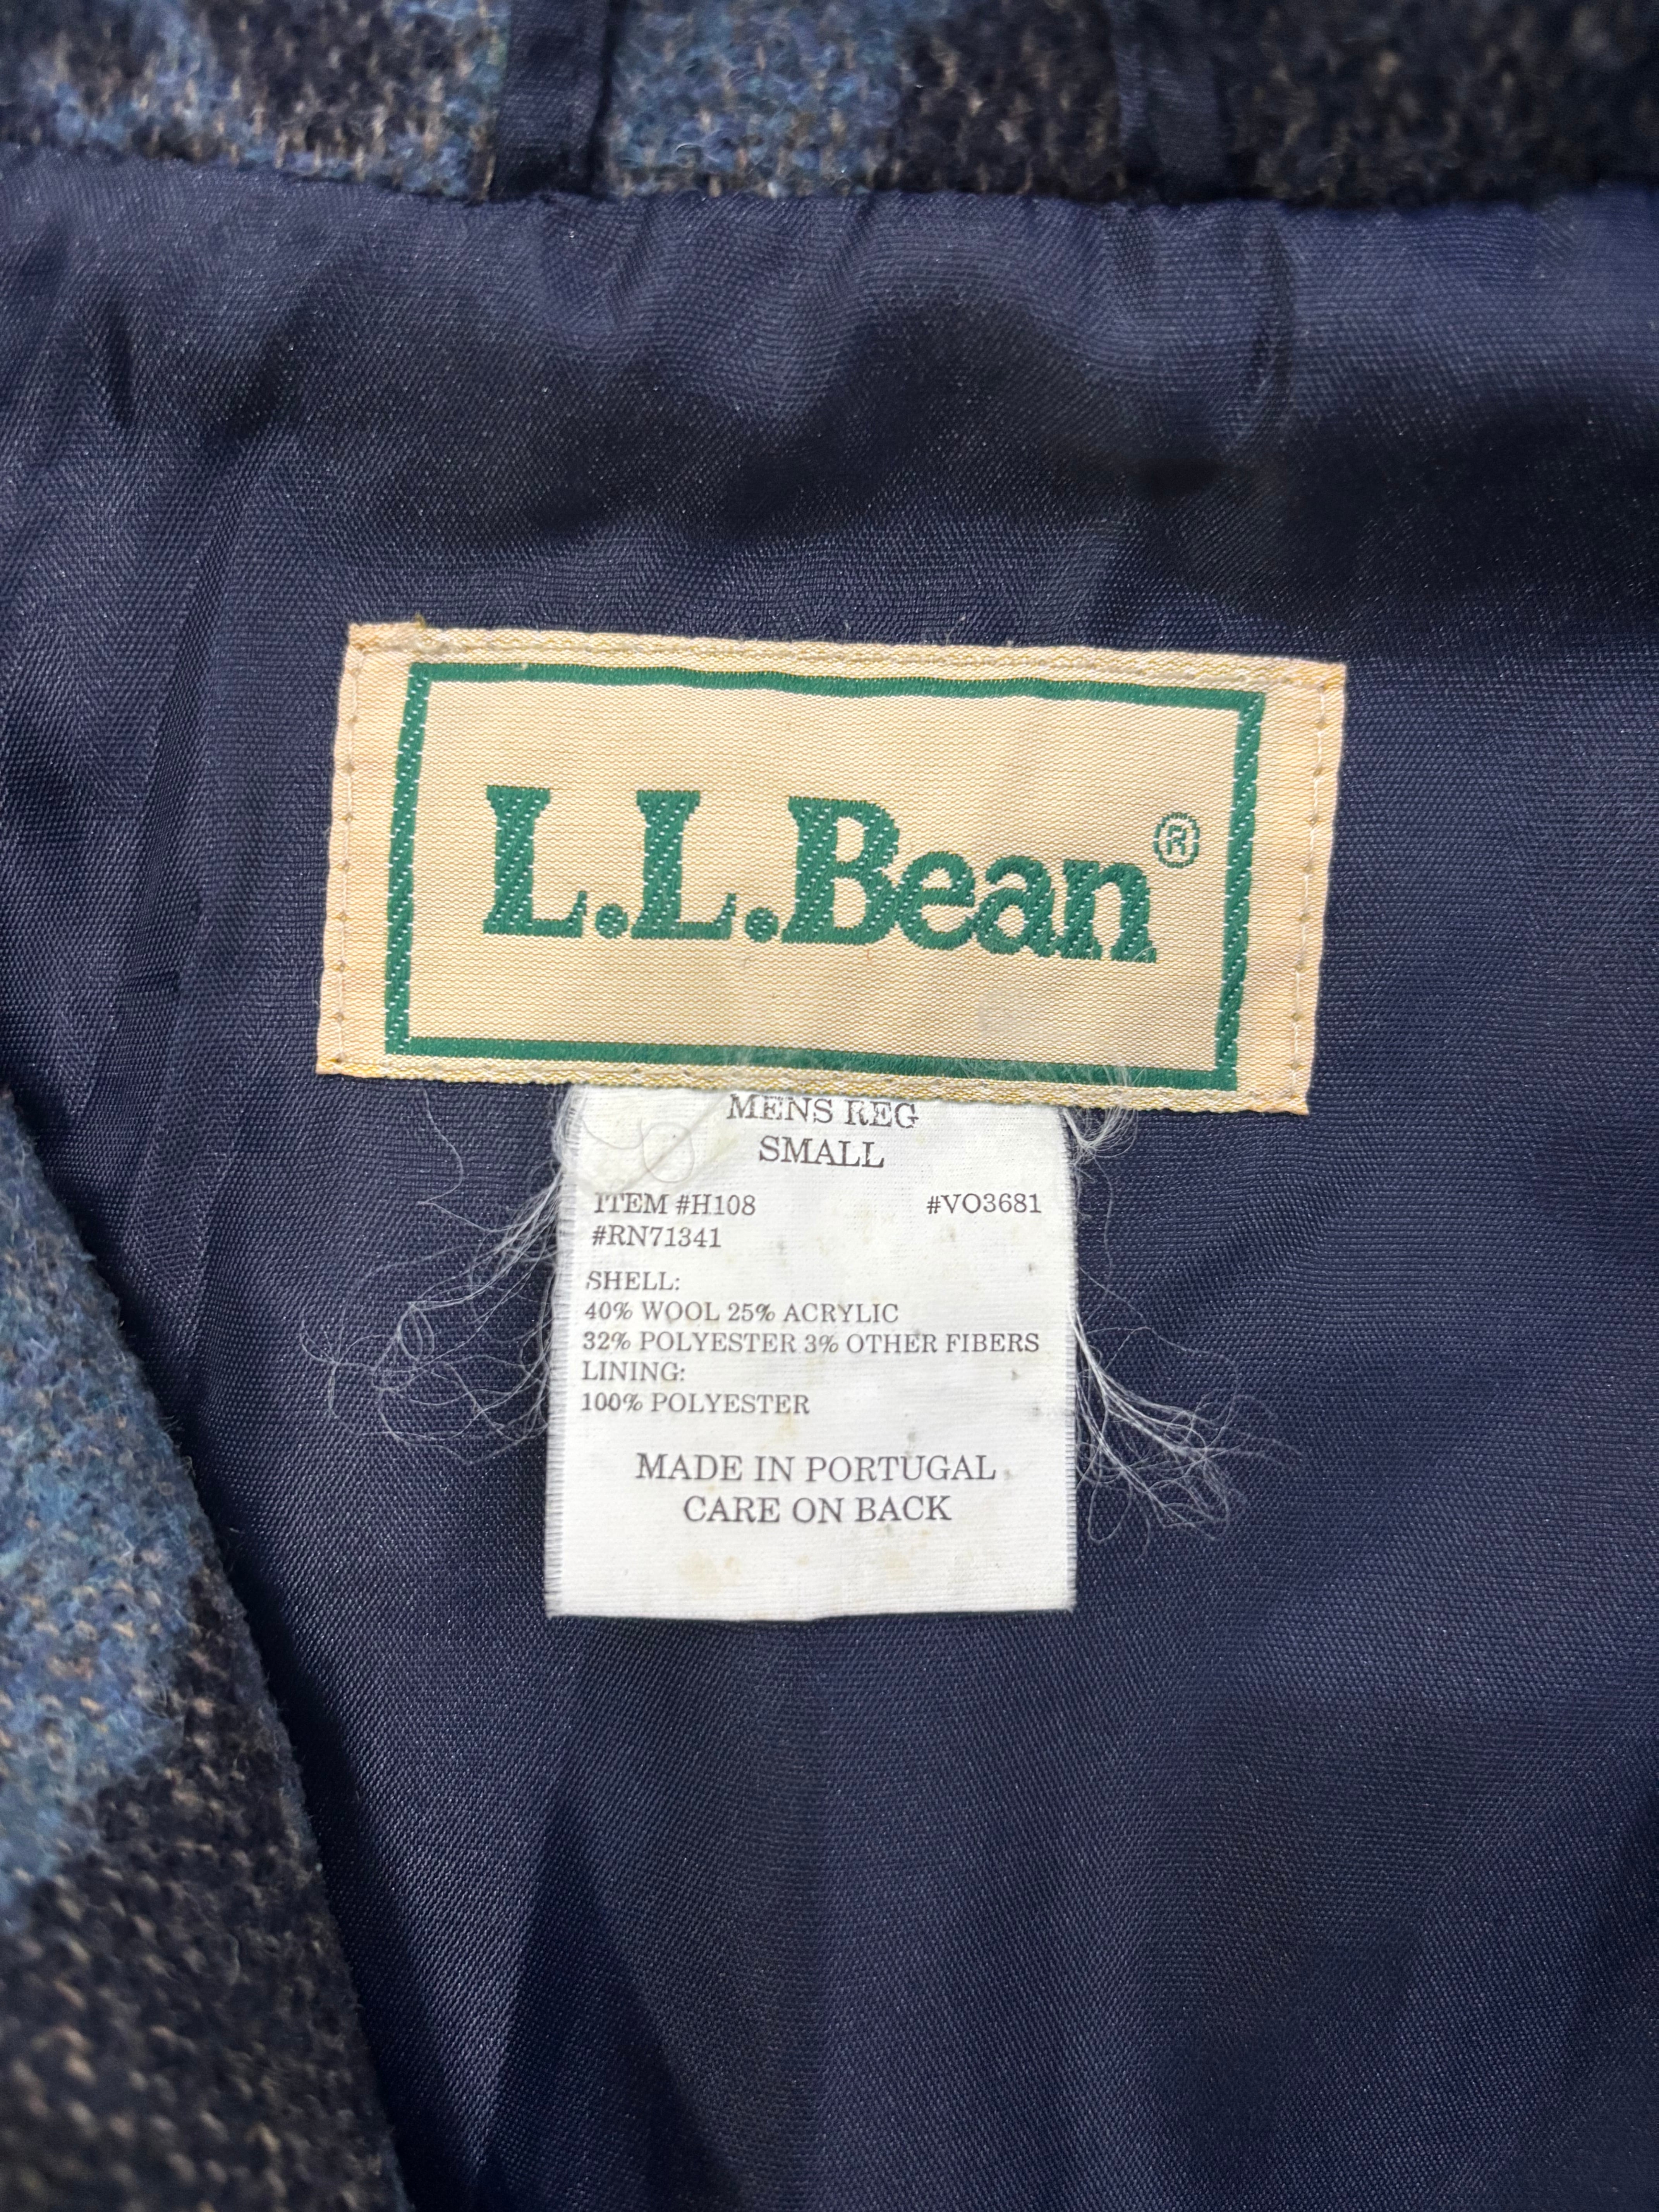 L.L.Bean®
MENS REG
SMALL
ITEM #H108 #VO3681
#RN71341
SHELL:
40% WOOL 25% ACRYLIC
32% POLYESTER 3% OTHER FIBERS
LINING:
100% POLYESTER
MADE IN PORTUGAL
CARE ON BACK